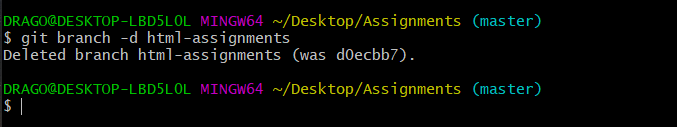 DRAGO@DESKTOP-LBD5L0L MINGW64 ~/Desktop/Assignments (master)
$ git branch -d html-assignments
Deleted branch html-assignments (was d0ecbb7).
DRAGO@DESKTOP-LBD5L0L MINGW64 ~/Desktop/Assignments (master)
$